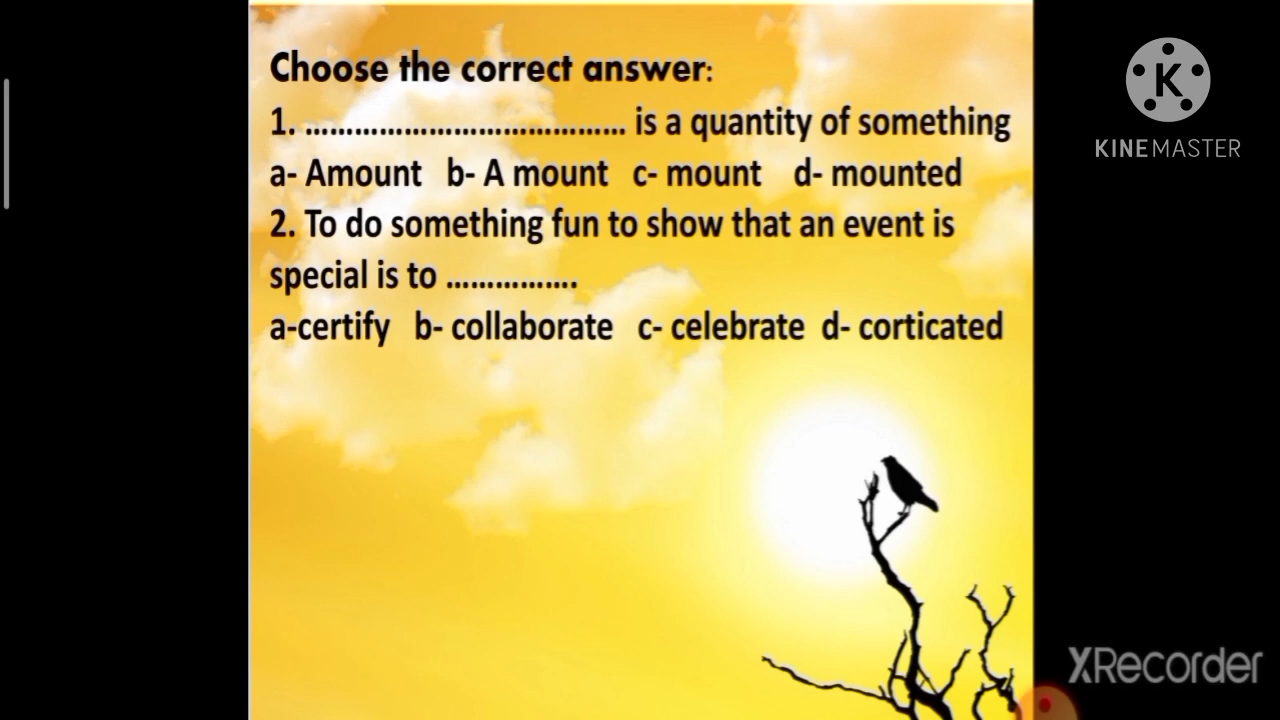 Choose the correct answer:
1. ………………………………… is a quantity of something
a- Amount b- A mount c- mount d- mounted
2. To do something fun to show that an event is
special is to …………….
a-certify b- collaborate c- celebrate d- corticated
K
KINEMASTER
XRecorder